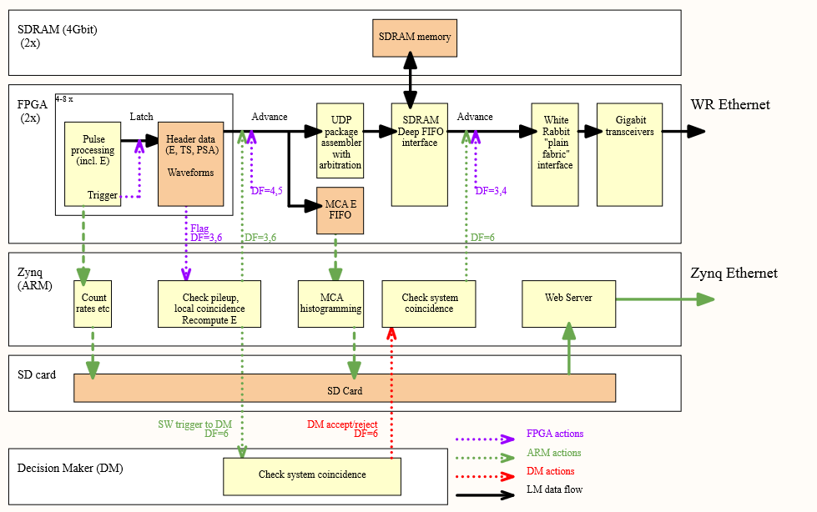 SDRAM (4Gbit)
(2x)
SDRAM memory
FPGA
(2x)
4-8 x
Latch
Pulse
processing
(incl. E)
Trigger
Header data
(E, TS, PSA)
Waveforms
Advance
UDP
package
assembler
with
arbitration
SDRAM
Deep FIFO
interface
Advance
White
Rabbit
"plain
fabric"
interface
Gigabit
transceivers
WR Ethernet
DF=4,5
DF=3,4
MCA E
FIFO
Flag
DF=3,6
DF=3,6
DF=6
Zynq
(ARM)
Count
rates etc
Check pileup,
local coincidence
Recompute E
MCA
histogramming
Check system
coincidence
Web Server
Zynq Ethernet
SD card
SD Card
SW trigger to DM
DF=6
DM accept/reject
DF=6
Decision Maker (DM)
Check system coincidence
FPGA actions
ARM actions
DM actions
LM data flow